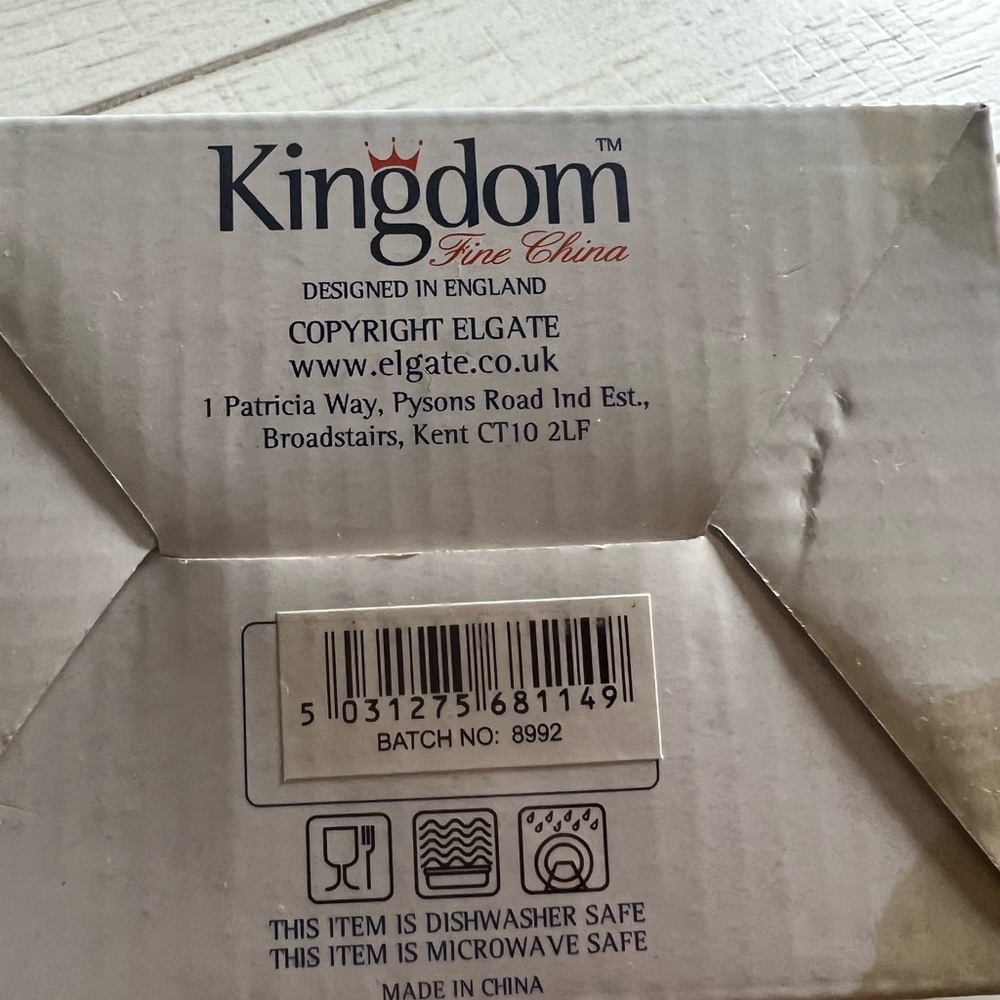 Kingdom™
Fine China
DESIGNED IN ENGLAND
COPYRIGHT ELGATE
www.elgate.co.uk
1 Patricia Way, Pysons Road Ind Est.,
Broadstairs, Kent CT10 2LF
5 031275 681149
BATCH NO: 8992
THIS ITEM IS DISHWASHER SAFE
THIS ITEM IS MICROWAVE SAFE
MADE IN CHINA